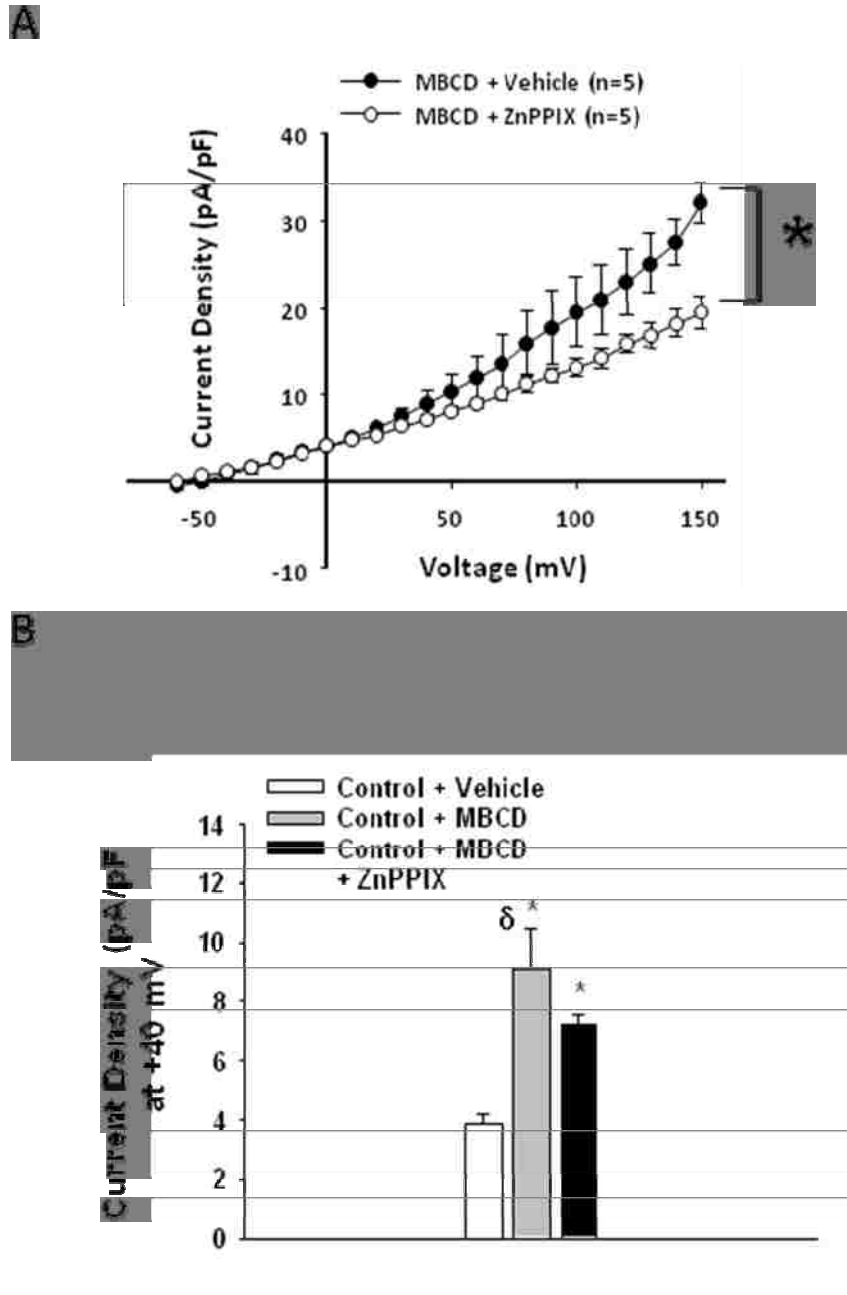 A
MBCD + Vehicle (n=5)
MBCD + ZnPPIX (n=5)
Current Density (pA/pF)
40
30
20
10
-10
*
-50
50
100
150
Voltage (mV)
B
Control + Vehicle
Control + MBCD
Control + MBCD
+ ZnPPIX
Current Density (pA/pF
at +40 mV
14
12
10
8
6
4
2
0
δ *
*